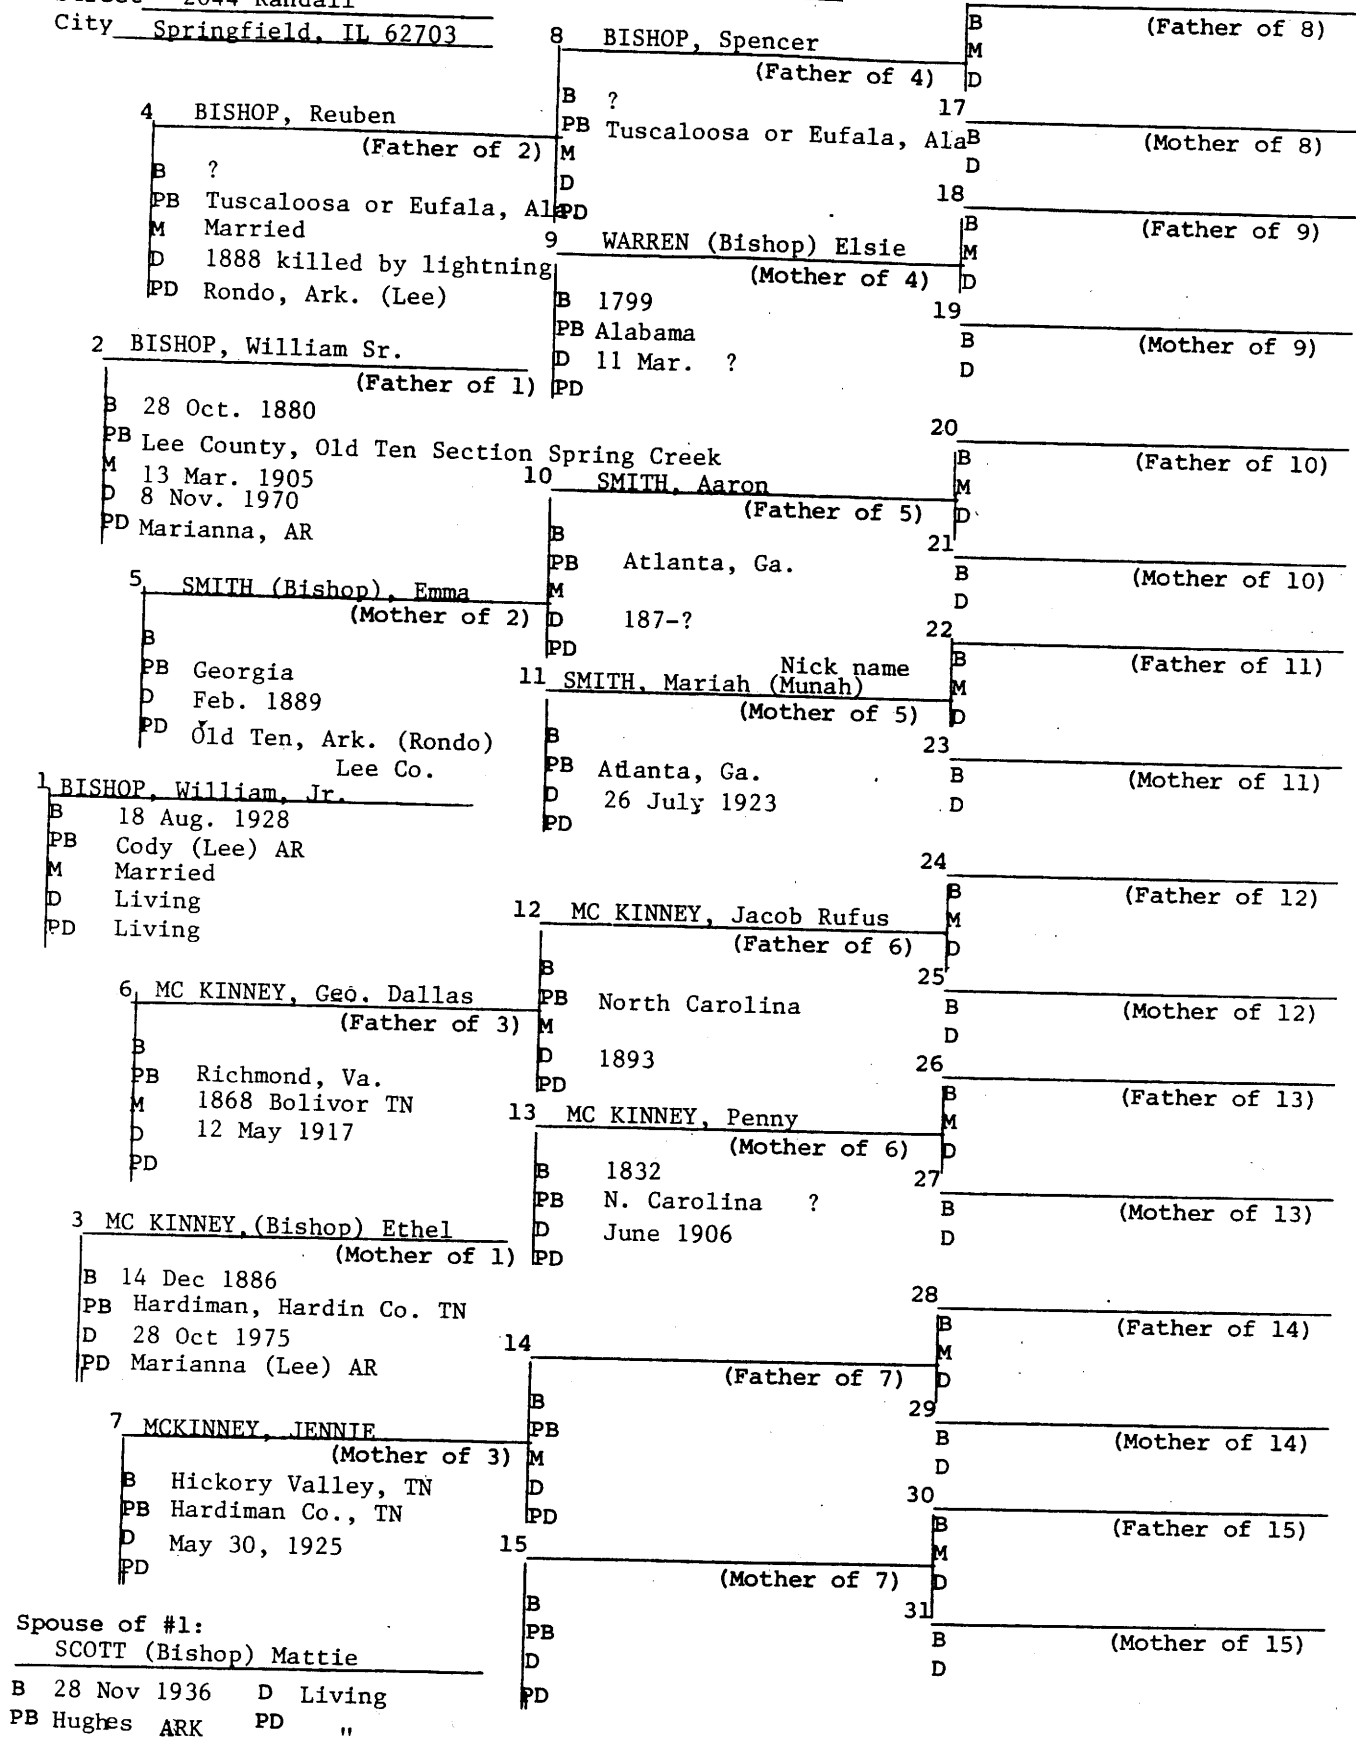 2044 Randall
City Springfield, IL 62703
8 BISHOP, Spencer
(Father of 4)
B ?
PB Tuscaloosa or Eufala, Ala
M
D
PD
B
M
D
(Father of 8)
17
B
D
(Mother of 8)
4 BISHOP, Reuben
(Father of 2)
B ?
PB Tuscaloosa or Eufala, Ala
M Married
D 1888 killed by lightning
PD Rondo, Ark. (Lee)
9 WARREN (Bishop) Elsie
(Mother of 4)
B 1799
PB Alabama
D 11 Mar. ?
PD
18
B
M
D
(Father of 9)
19
B
D
(Mother of 9)
2 BISHOP, William Sr.
(Father of 1)
B 28 Oct. 1880
PB Lee County, Old Ten Section Spring Creek
M 13 Mar. 1905
D 8 Nov. 1970
PD Marianna, AR
10 SMITH, Aaron
(Father of 5)
B
PB Atlanta, Ga.
M
D 187-?
PD
20
B
M
D
(Father of 10)
21
B
D
(Mother of 10)
5 SMITH (Bishop), Emma
(Mother of 2)
B
PB Georgia
D Feb. 1889
PD Old Ten, Ark. (Rondo)
Lee Co.
Nick name
11 SMITH, Mariah (Munah)
(Mother of 5)
B
PB Atlanta, Ga.
D 26 July 1923
PD
22
B
M
D
(Father of 11)
23
B
D
(Mother of 11)
1 BISHOP, William, Jr.
B 18 Aug. 1928
PB Cody (Lee) AR
M Married
D Living
PD Living
12 MC KINNEY, Jacob Rufus
(Father of 6)
B
PB North Carolina
M
D 1893
PD
24
B
M
D
(Father of 12)
25
B
D
(Mother of 12)
6 MC KINNEY, Geo. Dallas
(Father of 3)
B
PB Richmond, Va.
M 1868 Bolivor TN
D 12 May 1917
PD
13 MC KINNEY, Penny
(Mother of 6)
B 1832
PB N. Carolina ?
D June 1906
PD
26
B
M
D
(Father of 13)
27
B
D
(Mother of 13)
3 MC KINNEY, (Bishop) Ethel
(Mother of 1)
B 14 Dec 1886
PB Hardiman, Hardin Co. TN
D 28 Oct 1975
PD Marianna (Lee) AR
14
(Father of 7)
B
PB
M
D
PD
28
B
M
D
(Father of 14)
29
B
D
(Mother of 14)
7 MCKINNEY, JENNIE
(Mother of 3)
B Hickory Valley, TN
PB Hardiman Co., TN
D May 30, 1925
PD
15
(Mother of 7)
B
PB
D
PD
30
B
M
D
(Father of 15)
31
B
D
(Mother of 15)
Spouse of #1:
SCOTT (Bishop) Mattie
B 28 Nov 1936 D Living
PB Hughes ARK PD "